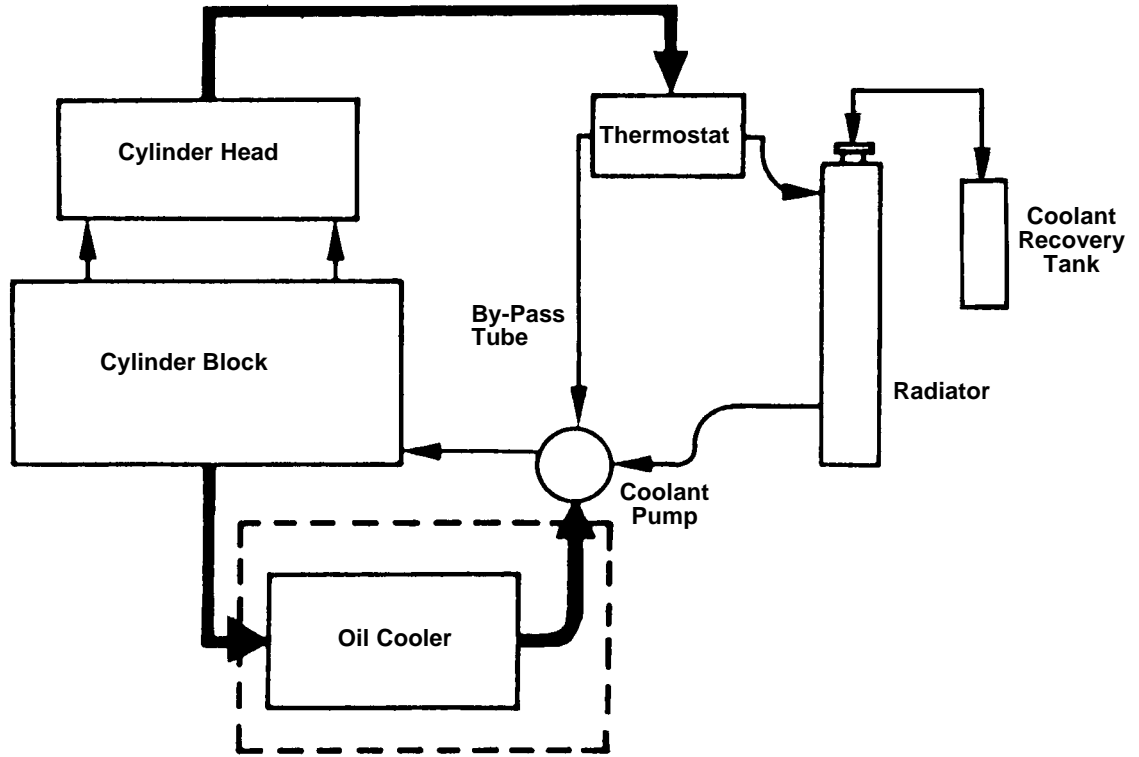 Cylinder Head
Thermostat
Coolant
Recovery
Tank
By-Pass
Tube
Cylinder Block
Radiator
Coolant
Pump
Oil Cooler